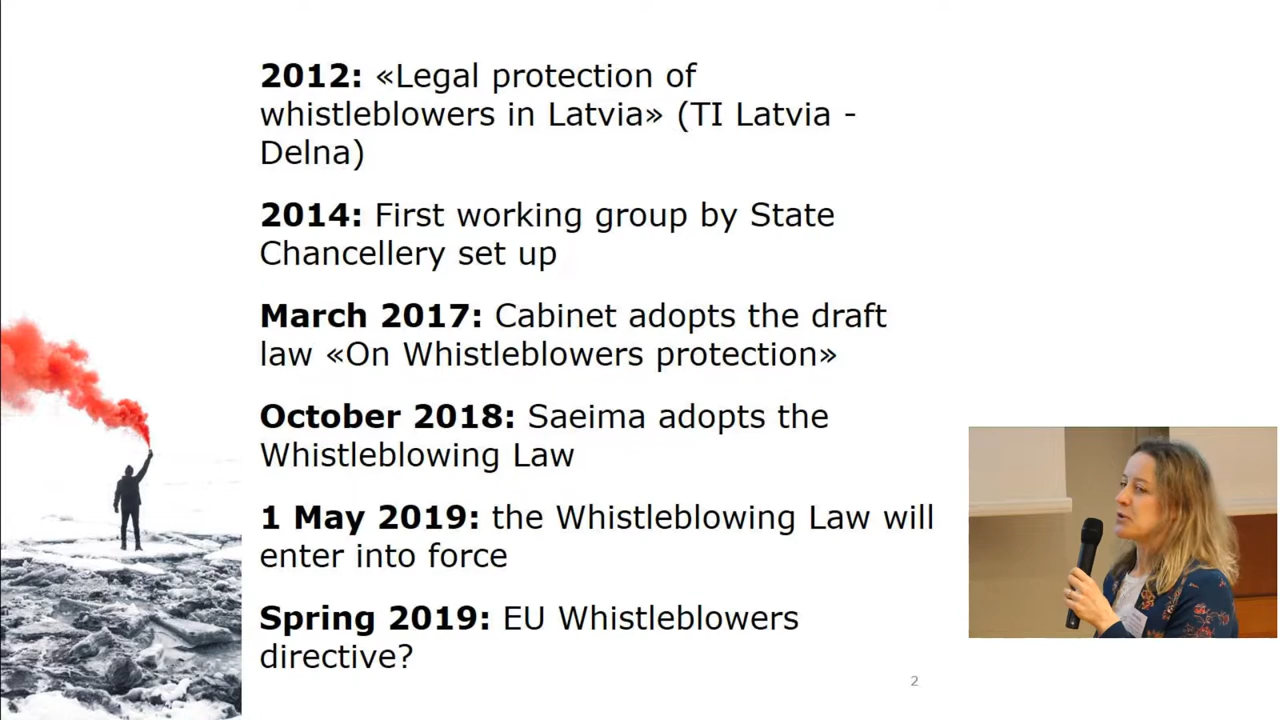 2012: «Legal protection of
whistleblowers in Latvia» (TI Latvia -
Delna)
2014: First working group by State
Chancellery set up
March 2017: Cabinet adopts the draft
law «On Whistleblowers protection»
October 2018: Saeima adopts the
Whistleblowing Law
1 May 2019: the Whistleblowing Law will
enter into force
Spring 2019: EU Whistleblowers
directive?
2